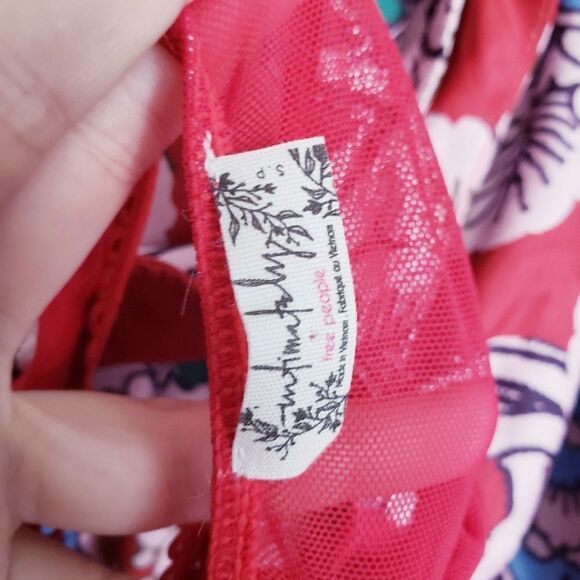 S.P
intimately
free people
Made in Vietnam Fabriqué au Vietnam